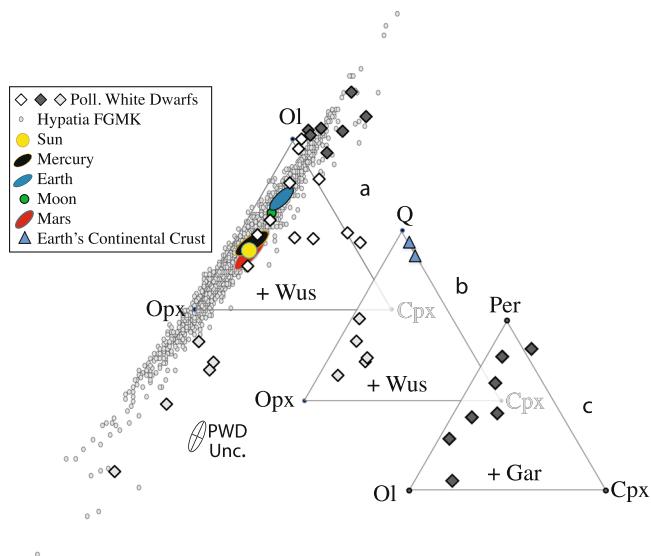 Poll. White Dwarfs
Hypatia FGMK
Sun
Mercury
Earth
Moon
Mars
Earth's Continental Crust
Ol
a
Opx
+ Wus
Cpx
Q
b
Opx
+ Wus
Cpx
Per
c
Ol
+ Gar
Cpx
PWD
Unc.